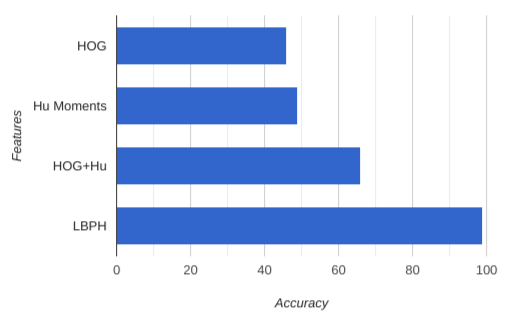 HOG
Hu Moments
HOG+Hu
LBPH
Features
0 20 40 60 80 100
Accuracy